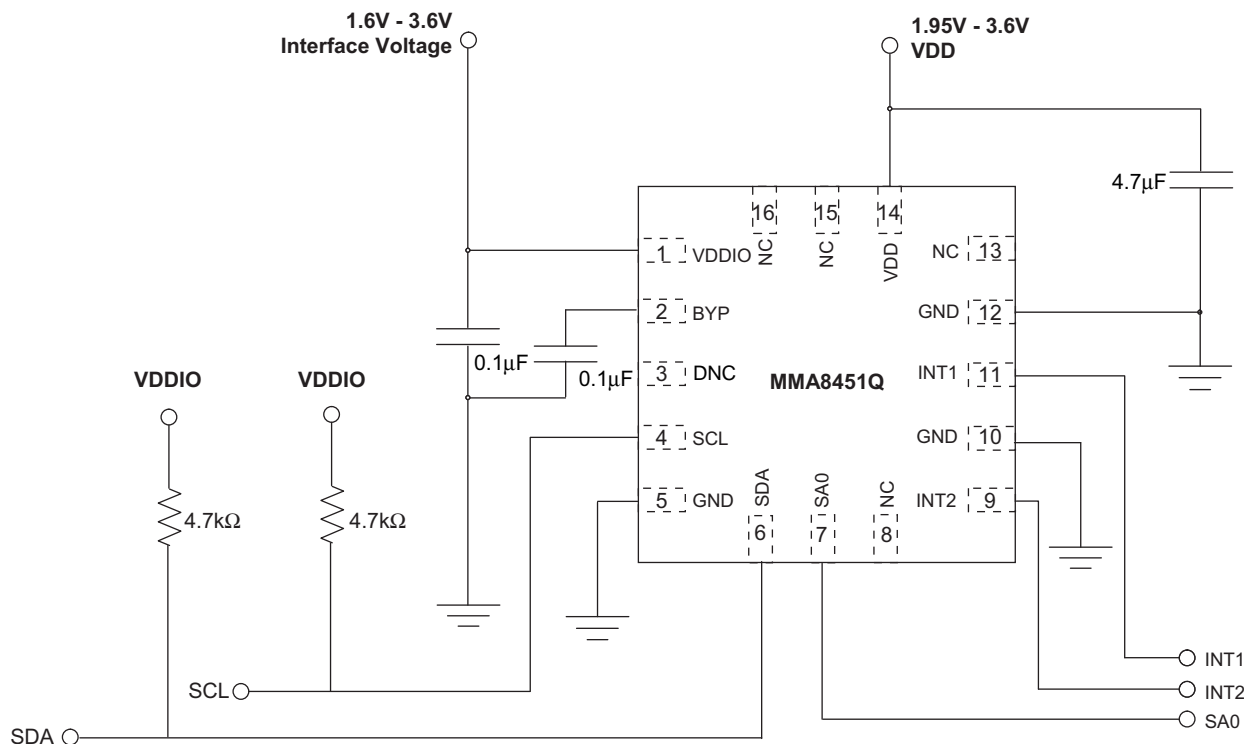 1.6V - 3.6V
Interface Voltage
1.95V - 3.6V
VDD
4.7μF
16
NC
15
NC
14
VDD
1
VDDIO
NC
13
2
BYP
GND
12
0.1μF
0.1μF
3
DNC
MMA8451Q
INT1
11
VDDIO
VDDIO
4
SCL
GND
10
4.7kΩ
4.7kΩ
5
GND
SDA
6
SA0
7
NC
8
INT2
9
INT1
SCL
INT2
SA0
SDA